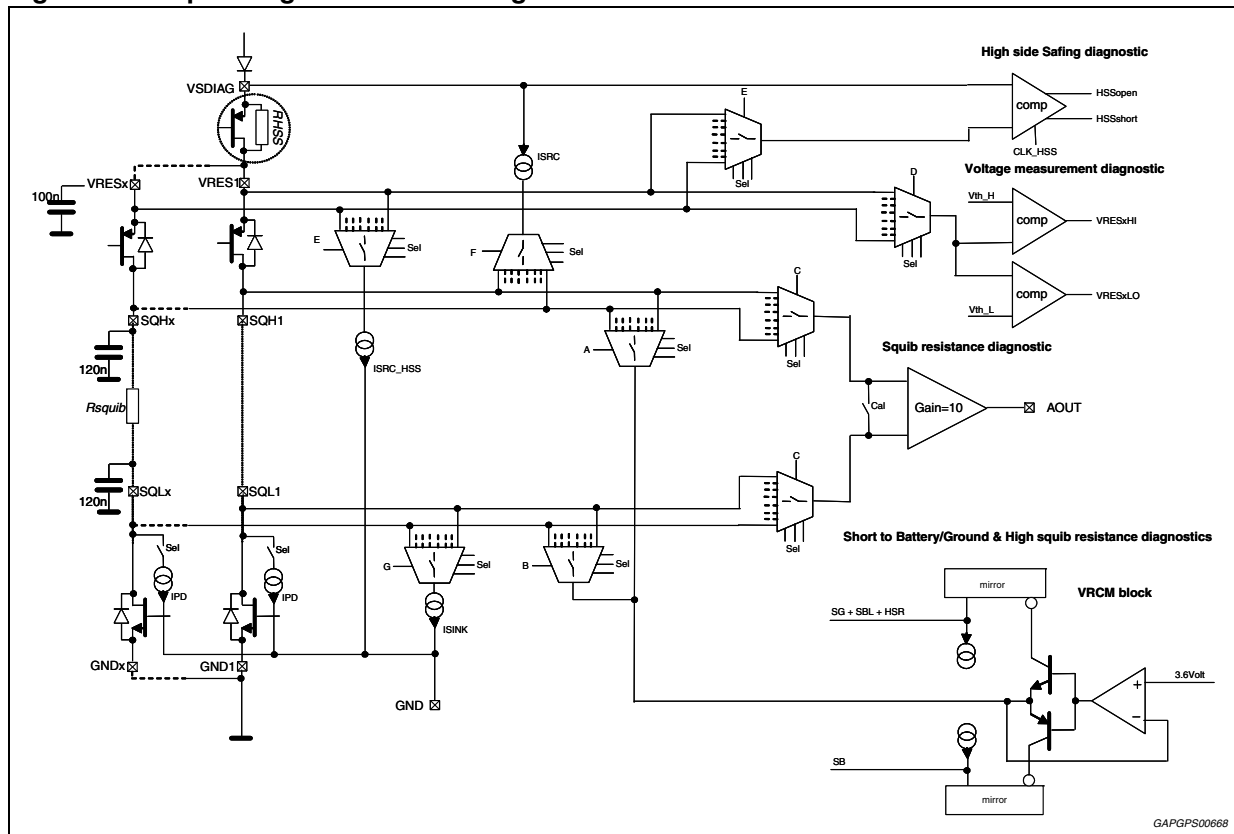 High side Safing diagnostic
VSDIAG
RHSS
E
comp
HSSopen
HSSshort
CLK_HSS
Sel
ISRC
Voltage measurement diagnostic
VRESx
VRES1
100n
D
Vth_H
comp
VRESxHI
E
Sel
F
Sel
Sel
comp
VRESxLO
Vth_L
C
SQHx
SQH1
A
Sel
Sel
Squib resistance diagnostic
120n
ISRC_HSS
Rsquib
Cal
Gain=10
AOUT
C
120n
SQLx
SQL1
Sel
Short to Battery/Ground & High squib resistance diagnostics
Sel
Sel
G
Sel
B
Sel
mirror
VRCM block
IPD
IPD
ISINK
SG + SBL + HSR
GNDx
GND1
GND
3.6Volt
+
-
SB
mirror
GAPGPS00668